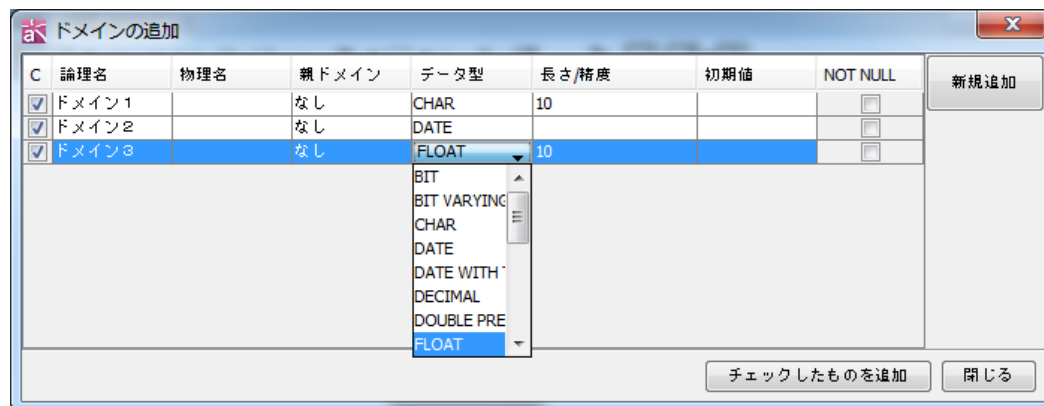 ドメインの追加
C 論理名 物理名 親ドメイン データ型 長さ/精度 初期値 NOT NULL
新規追加
ドメイン1 なし CHAR 10
ドメイン2 なし DATE
ドメイン3 なし FLOAT 10
BIT
BIT VARYING
CHAR
DATE
DATE WITH
DECIMAL
DOUBLE PRE
FLOAT
チェックしたものを追加 閉じる